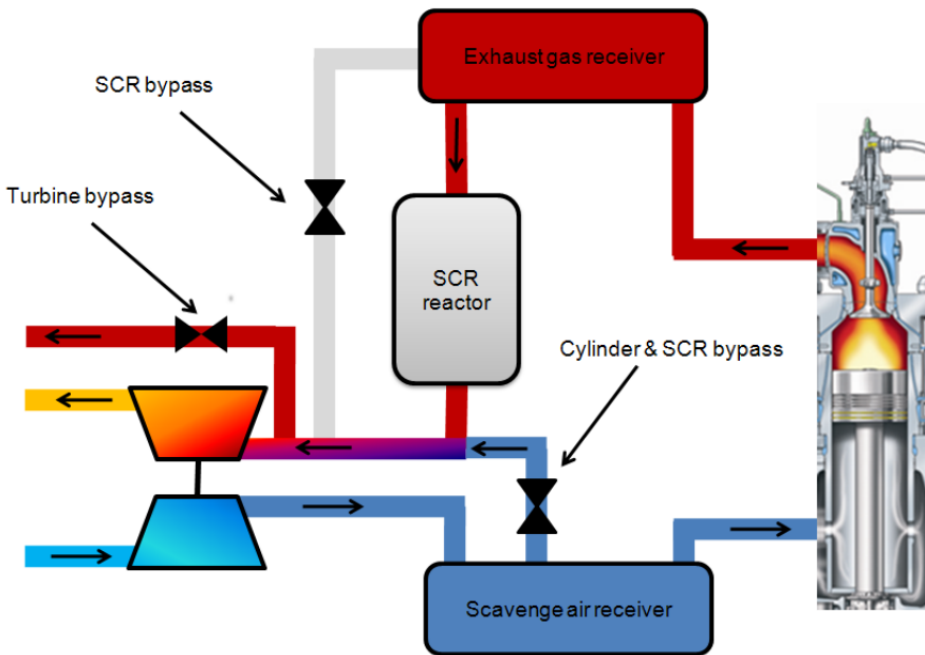 Exhaust gas receiver
SCR bypass
Turbine bypass
SCR
reactor
Cylinder & SCR bypass
Scavenge air receiver